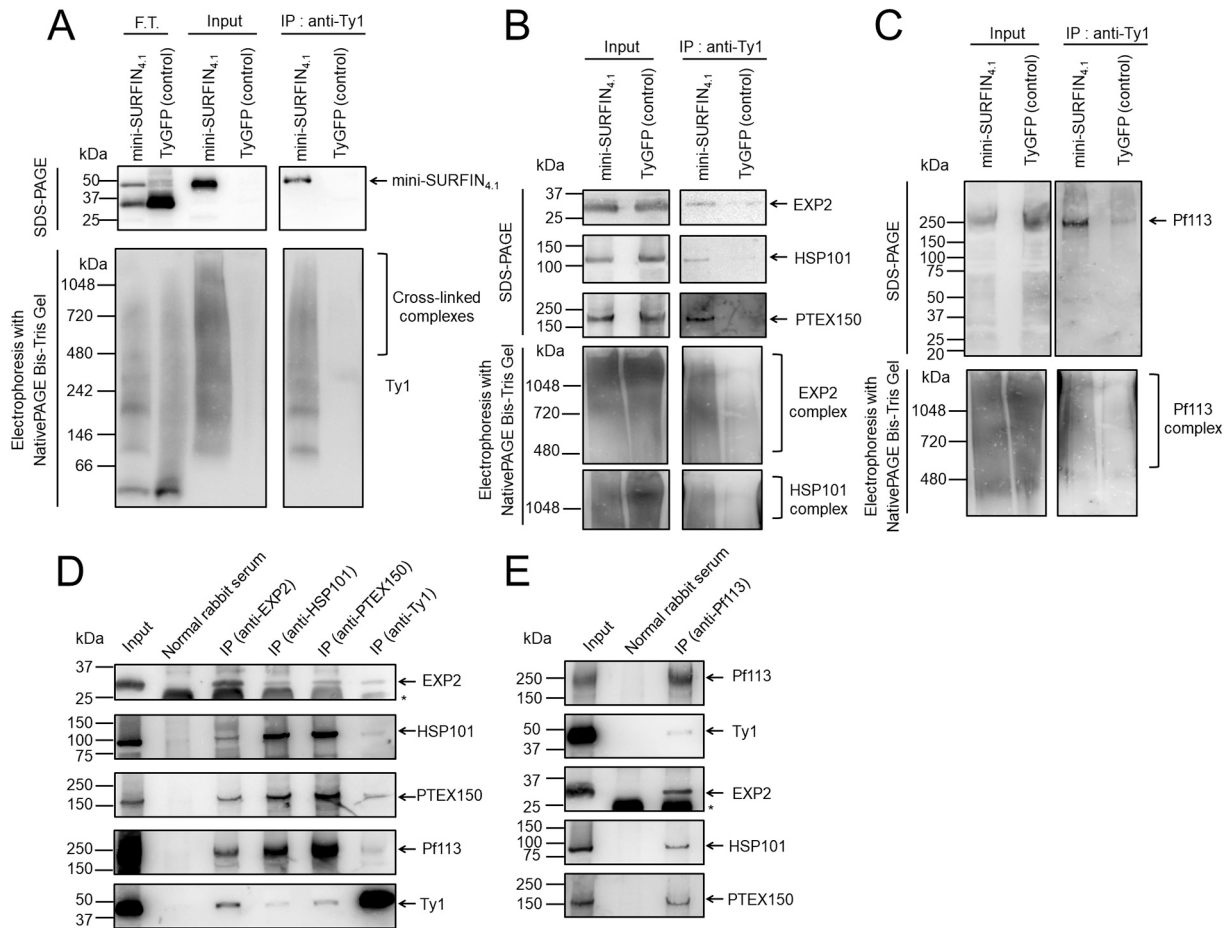 A
F.T.
Input
IP : anti-Ty1
mini-SURFIN4.1
TyGFP (control)
mini-SURFIN4.1
TyGFP (control)
mini-SURFIN4.1
TyGFP (control)
kDa
50
37
25
SDS-PAGE
mini-SURFIN4.1
kDa
1048
720
480
242
146
66
Electrophoresis with
NativePAGE Bis-Tris Gel
Cross-linked
complexes
Ty1
B
Input
IP : anti-Ty1
mini-SURFIN4.1
TyGFP (control)
mini-SURFIN4.1
TyGFP (control)
kDa
SDS-PAGE
37
25
EXP2
150
100
HSP101
250
150
PTEX150
Electrophoresis with
NativePAGE Bis-Tris Gel
kDa
1048
720
480
EXP2
complex
1048
HSP101
complex
C
Input
IP : anti-Ty1
mini-SURFIN4.1
TyGFP (control)
mini-SURFIN4.1
TyGFP (control)
kDa
SDS-PAGE
250
150
100
75
50
37
25
20
Pf113
Electrophoresis with
NativePAGE Bis-Tris Gel
kDa
1048
720
480
Pf113
complex
D
Input
Normal rabbit serum
IP (anti-EXP2)
IP (anti-HSP101)
IP (anti-PTEX150)
IP (anti-Ty1)
kDa
37
25
EXP2
*
150
100
75
HSP101
250
150
PTEX150
250
150
Pf113
50
37
Ty1
E
Input
Normal rabbit serum
IP (anti-Pf113)
kDa
250
150
Pf113
50
37
Ty1
37
25
EXP2
*
150
100
75
HSP101
250
150
PTEX150